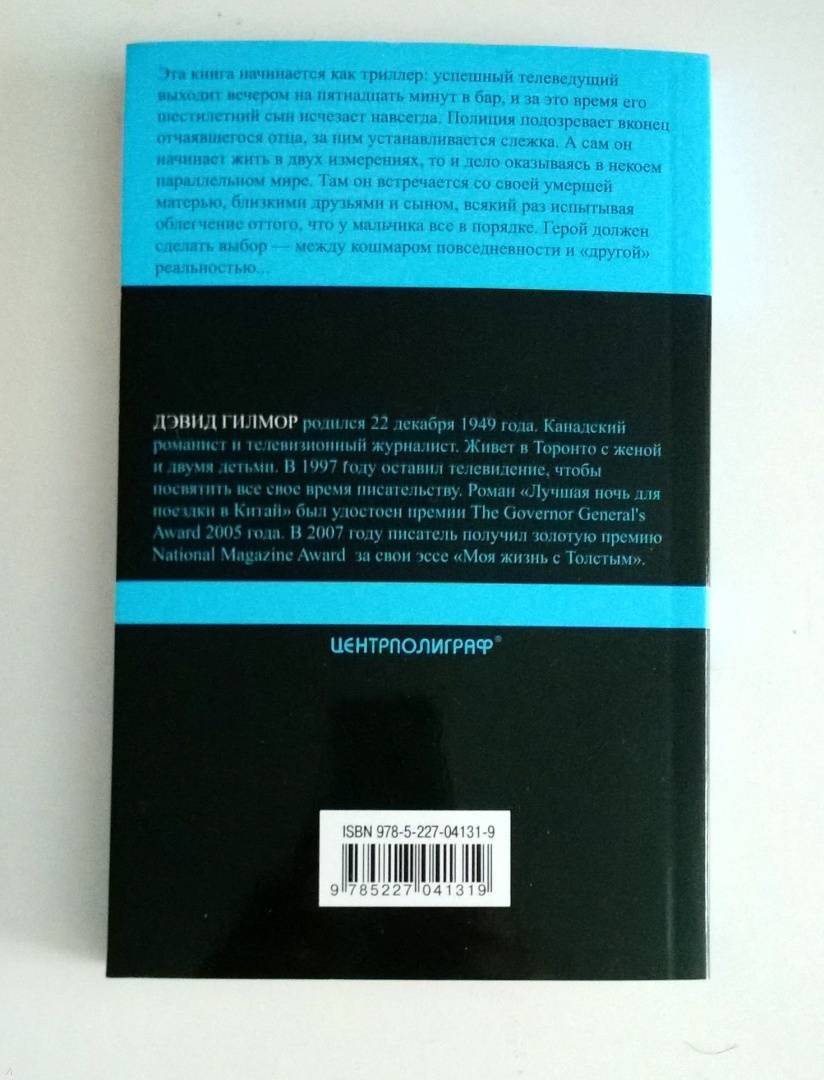 Эта книга начинается как триллер: успешный телеведущий
выходит вечером на пятнадцать минут в бар, и за это время его
шестилетний сын исчезает навсегда. Полиция подозревает вконец
отчаявшегося отца, за ним устанавливается слежка. А сам он
начинает жить в двух измерениях, то и дело оказываясь в некоем
параллельном мире. Там он встречается со своей умершей
матерью, близкими друзьями и сыном, всякий раз испытывая
облегчение оттого, что у мальчика все в порядке. Герой должен
сделать выбор — между кошмаром повседневности и «другой»
реальностью...
ДЭВИД ГИЛМОР родился 22 декабря 1949 года. Канадский
романист и телевизионный журналист. Живет в Торонто с женой
и двумя детьми. В 1997 году оставил телевидение, чтобы
посвятить все свое время писательству. Роман «Лучшая ночь для
поездки в Китай» был удостоен премии The Governor General's
Award 2005 года. В 2007 году писатель получил золотую премию
National Magazine Award за свои эссе «Моя жизнь с Толстым».
ЦЕНТРПОЛИГРАФ®
ISBN 978-5-227-04131-9
9 785227 041319